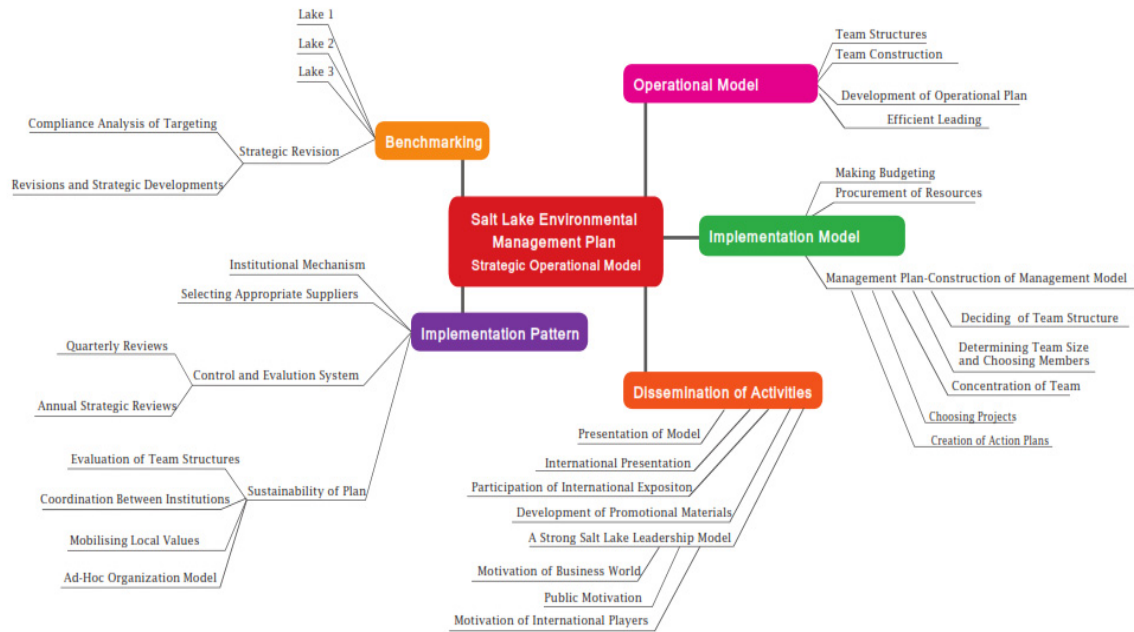 Lake 1
Lake 2
Lake 3
Benchmarking
Strategic Revision
Compliance Analysis of Targeting
Revisions and Strategic Developments
Operational Model
Team Structures
Team Construction
Development of Operational Plan
Efficient Leading
Salt Lake Environmental
Management Plan
Strategic Operational Model
Implementation Model
Making Budgeting
Procurement of Resources
Management Plan-Construction of Management Model
Deciding of Team Structure
Determining Team Size
and Choosing Members
Concentration of Team
Choosing Projects
Creation of Action Plans
Implementation Pattern
Institutional Mechanism
Selecting Appropriate Suppliers
Control and Evalution System
Quarterly Reviews
Annual Strategic Reviews
Sustainability of Plan
Evaluation of Team Structures
Coordination Between Institutions
Mobilising Local Values
Ad-Hoc Organization Model
Dissemination of Activities
Presentation of Model
International Presentation
Participation of International Expositon
Development of Promotional Materials
A Strong Salt Lake Leadership Model
Motivation of Business World
Public Motivation
Motivation of International Players